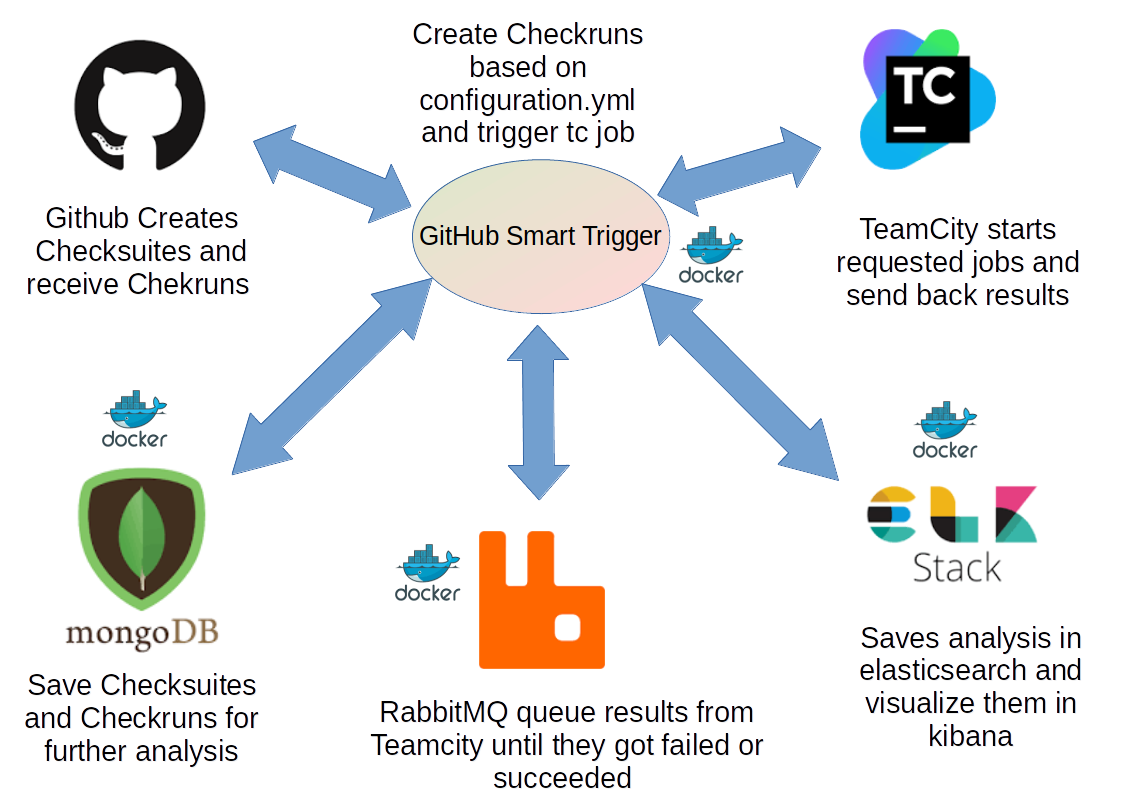 Create Checkruns
based on
configuration.yml
and trigger tc job
TC
Github Creates
Checksuites and
receive Chekruns
GitHub Smart Trigger
docker
TeamCity starts
requested jobs and
send back results
docker
mongoDB
Save Checksuites
and Checkruns for
further analysis
docker
RabbitMQ queue results from
Teamcity until they got failed or
succeeded
docker
ELK
Stack
Saves analysis in
elasticsearch and
visualize them in
kibana